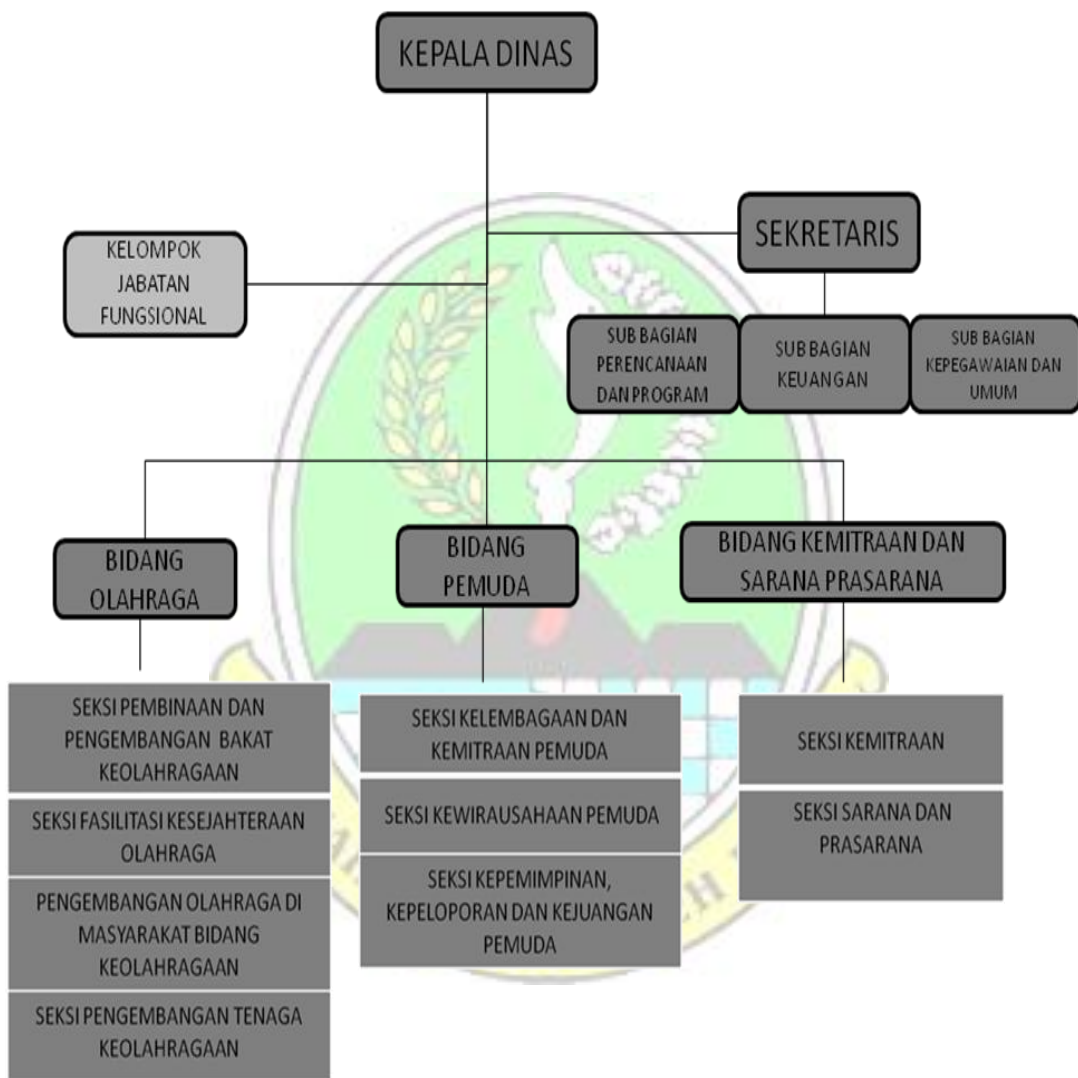 KEPALA DINAS
SEKRETARIS
KELOMPOK
JABATAN
FUNGSIONAL
SUB BAGIAN
PERENCANAAN
DAN PROGRAM
SUB BAGIAN
KEUANGAN
SUB BAGIAN
KEPEGAWAIAN DAN
UMUM
BIDANG
OLAHRAGA
BIDANG
PEMUDA
BIDANG KEMITRAAN DAN
SARANA PRASARANA
SEKSI PEMBINAAN DAN
PENGEMBANGAN BAKAT
KEOLAHRAGAAN
SEKSI FASILITASI KESEJAHTERAAN
OLAHRAGA
PENGEMBANGAN OLAHRAGA DI
MASYARAKAT BIDANG
KEOLAHRAGAAN
SEKSI PENGEMBANGAN TENAGA
KEOLAHRAGAAN
SEKSI KELEMBAGAAN DAN
KEMITRAAN PEMUDA
SEKSI KEWIRAUSAHAAN PEMUDA
SEKSI KEPEMIMPINAN,
KEPELOPORAN DAN KEJUANGAN
PEMUDA
SEKSI KEMITRAAN
SEKSI SARANA DAN
PRASARANA